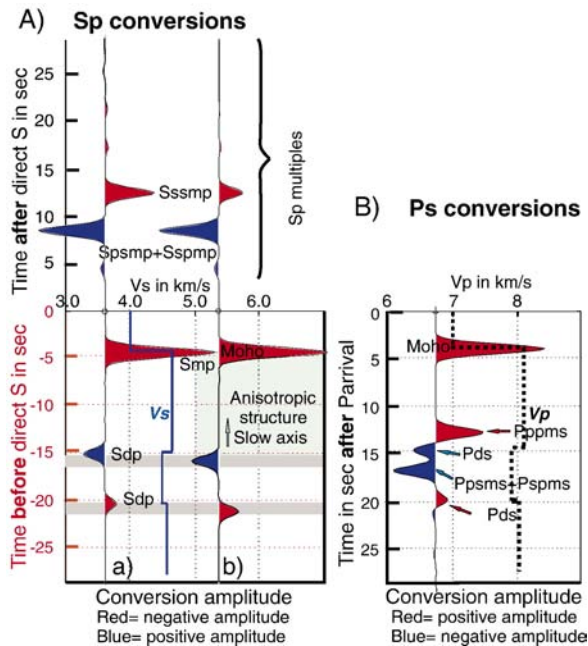 A) Sp conversions
Time after direct S in sec
25
20
15
10
5
Sssmp
Spsmp+Sspmp
Sp multiples
Vs in km/s
3.0
4.0
5.0
6.0
Time before direct S in sec
0
-5
-10
-15
-20
-25
Moho
Smp
Vs
Anisotropic
structure
Slow axis
Sdp
Sdp
a)
b)
Conversion amplitude
Red= negative amplitude
Blue= positive amplitude
B) Ps conversions
Vp in km/s
6
7
8
Time in sec after Parrival
0
5
10
15
20
25
Moho
Vp
Pppms
Pds
Ppsms+Pspms
Pds
Conversion amplitude
Red= positive amplitude
Blue= negative amplitude